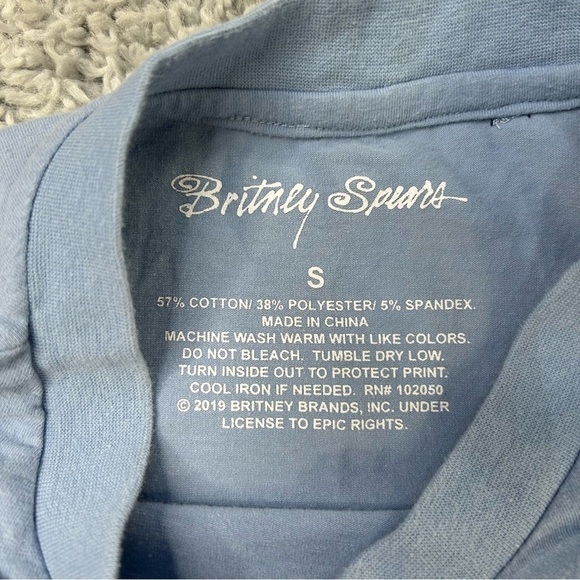 Britney Spears
S
57% COTTON/ 38% POLYESTER/ 5% SPANDEX.
MADE IN CHINA
MACHINE WASH WARM WITH LIKE COLORS.
DO NOT BLEACH. TUMBLE DRY LOW.
TURN INSIDE OUT TO PROTECT PRINT.
COOL IRON IF NEEDED. RN# 102050
© 2019 BRITNEY BRANDS, INC. UNDER
LICENSE TO EPIC RIGHTS.